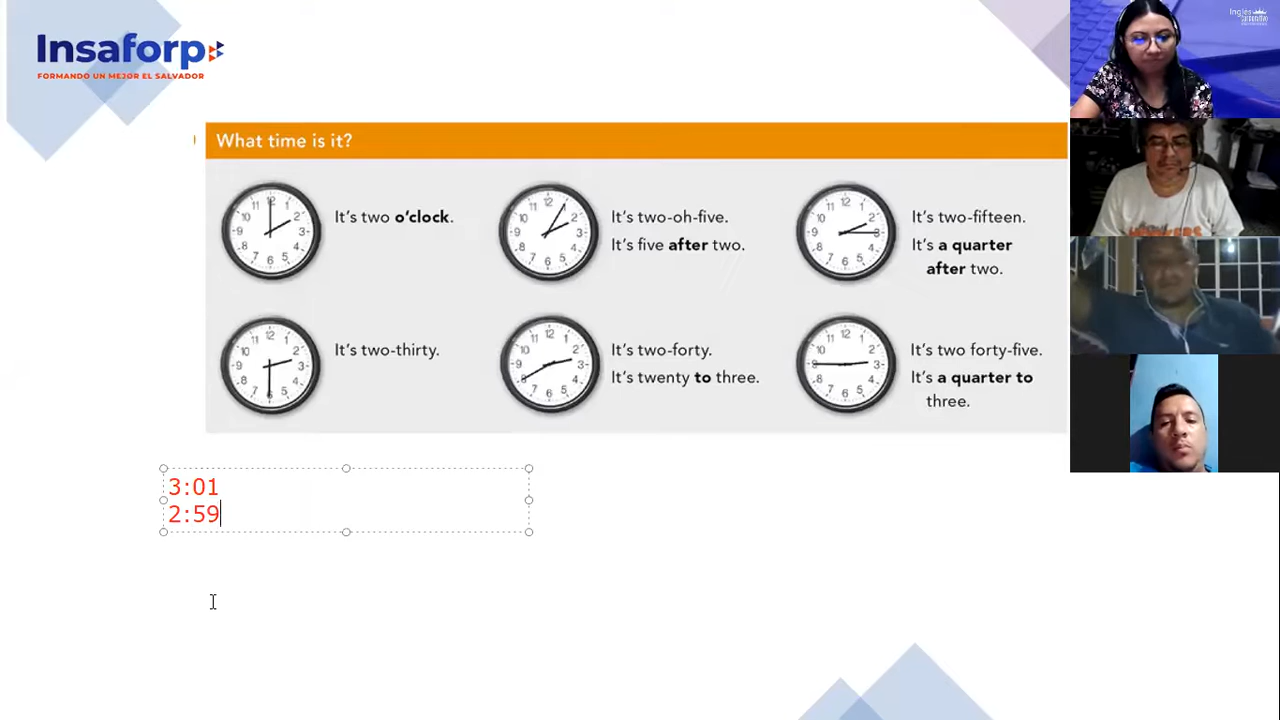 Insaforp
FORMANDO UN MEJOR EL SALVADOR
What time is it?
It's two o'clock.
It's two-oh-five.
It's five after two.
It's two-fifteen.
It's a quarter
after two.
It's two-thirty.
It's two-forty.
It's twenty to three.
It's two forty-five.
It's a quarter to
three.
3:01
2:59
Inglés